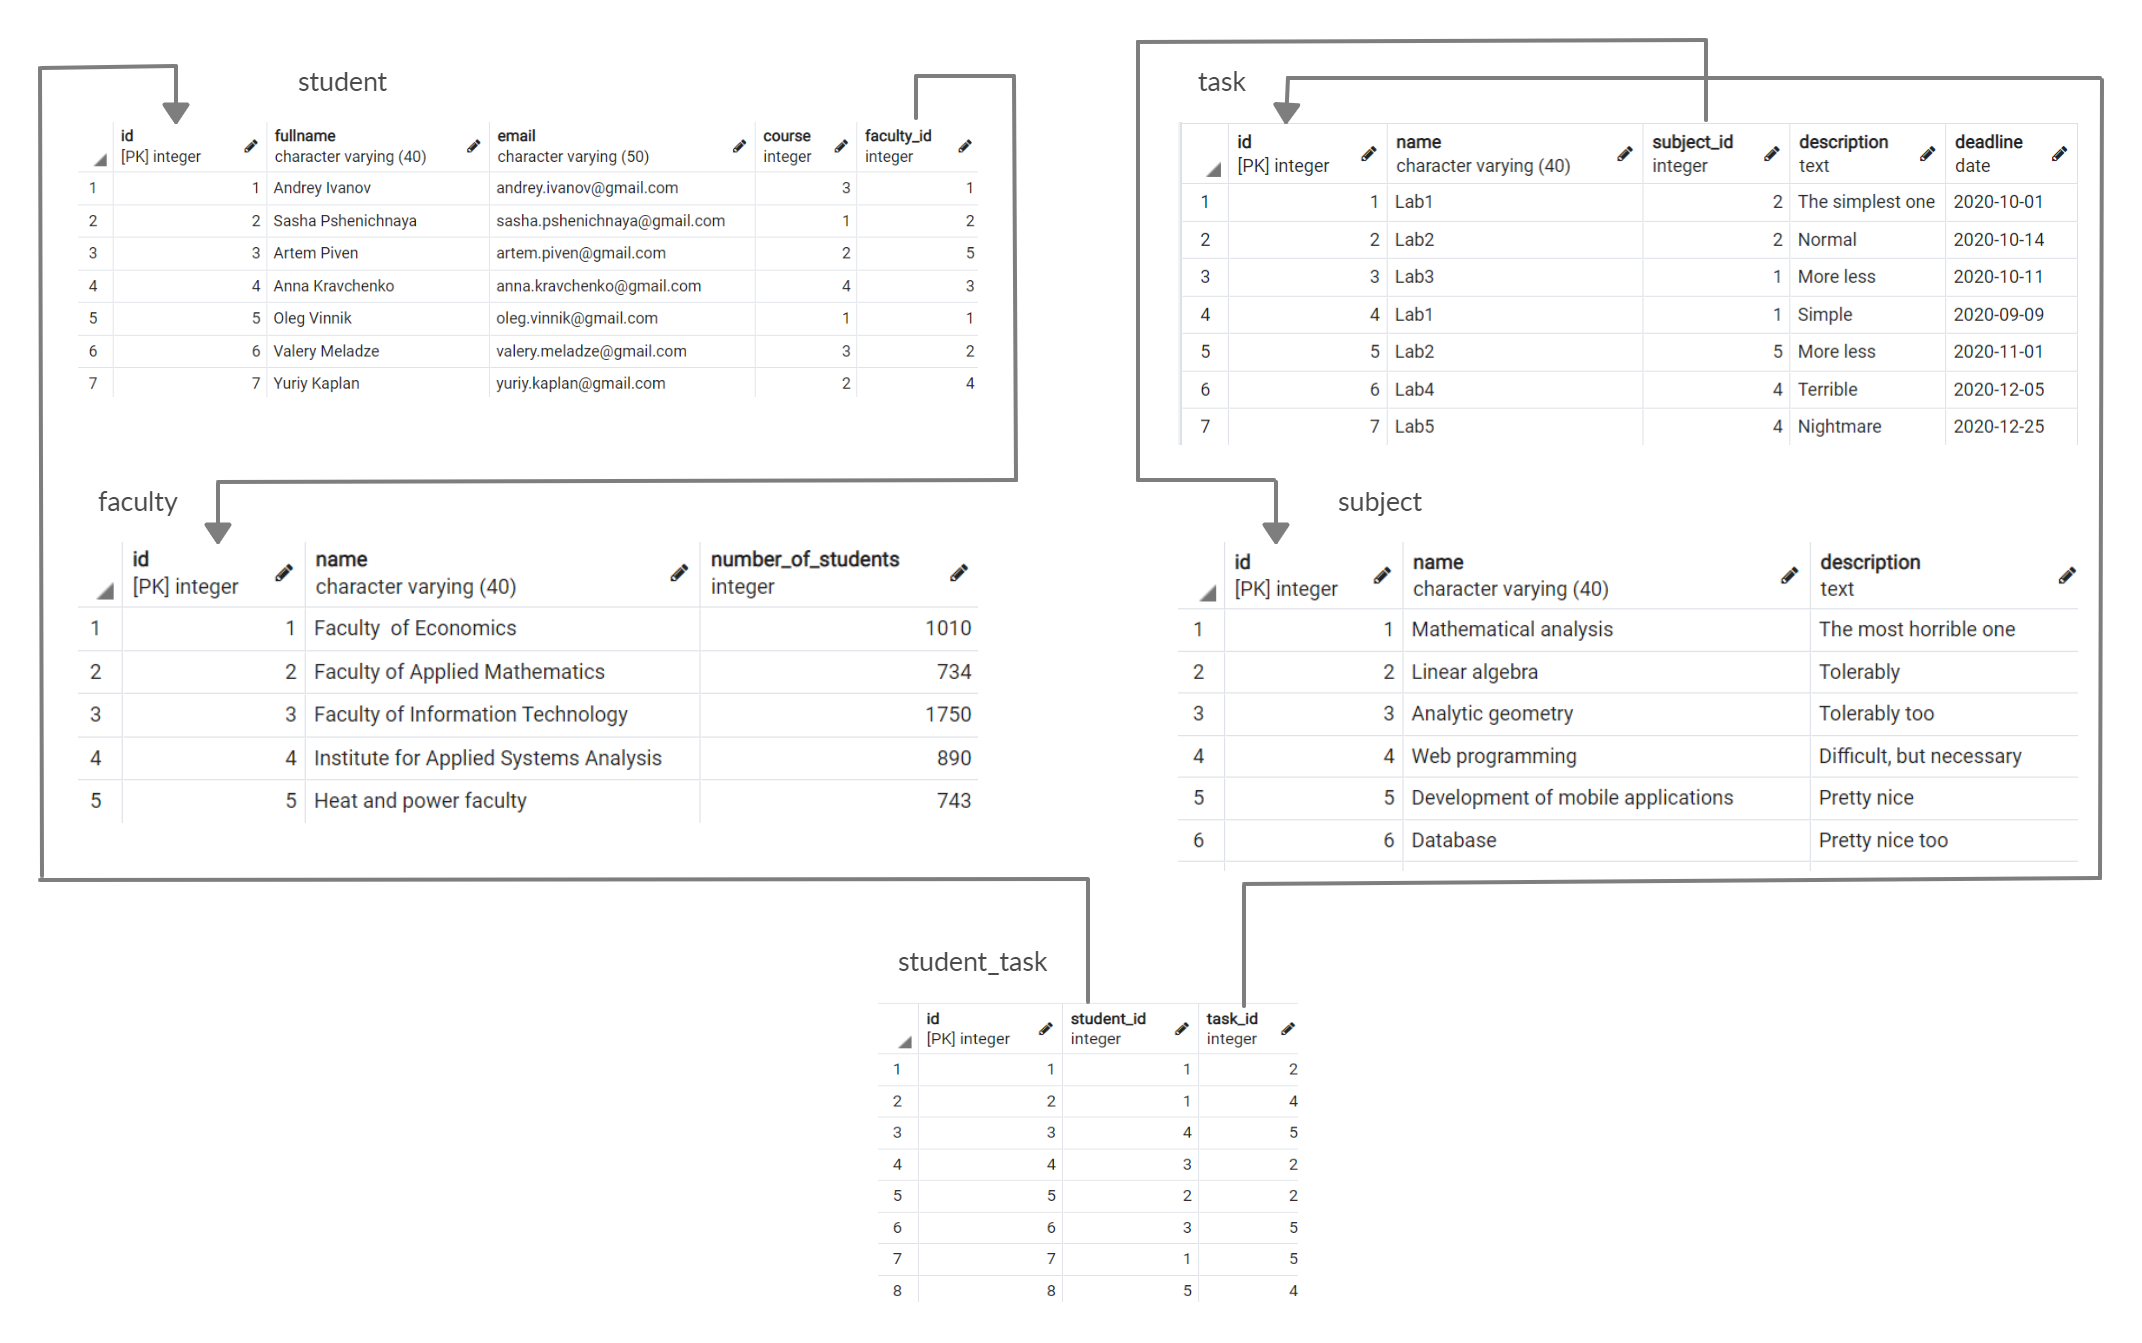 student
id fullname email course faculty_id
[PK] integer character varying (40) character varying (50) integer integer
1 1 Andrey Ivanov andrey.ivanov@gmail.com 3 1
2 2 Sasha Pshenichnaya sasha.pshenichnaya@gmail.com 1 2
3 3 Artem Piven artem.piven@gmail.com 2 5
4 4 Anna Kravchenko anna.kravchenko@gmail.com 4 3
5 5 Oleg Vinnik oleg.vinnik@gmail.com 1 1
6 6 Valery Meladze valery.meladze@gmail.com 3 2
7 7 Yuriy Kaplan yuriy.kaplan@gmail.com 2 4
task
id name subject_id description deadline
[PK] integer character varying (40) integer text date
1 1 Lab1 2 The simplest one 2020-10-01
2 2 Lab2 2 Normal 2020-10-14
3 3 Lab3 1 More less 2020-10-11
4 4 Lab1 1 Simple 2020-09-09
5 5 Lab2 5 More less 2020-11-01
6 6 Lab4 4 Terrible 2020-12-05
7 7 Lab5 4 Nightmare 2020-12-25
faculty
id name number_of_students
[PK] integer character varying (40) integer
1 1 Faculty of Economics 1010
2 2 Faculty of Applied Mathematics 734
3 3 Faculty of Information Technology 1750
4 4 Institute for Applied Systems Analysis 890
5 5 Heat and power faculty 743
subject
id name description
[PK] integer character varying (40) text
1 1 Mathematical analysis The most horrible one
2 2 Linear algebra Tolerably
3 3 Analytic geometry Tolerably too
4 4 Web programming Difficult, but necessary
5 5 Development of mobile applications Pretty nice
6 6 Database Pretty nice too
student_task
id student_id task_id
[PK] integer integer integer
1 1 1 2
2 2 1 4
3 3 4 5
4 4 3 2
5 5 2 2
6 6 3 5
7 7 1 5
8 8 5 4